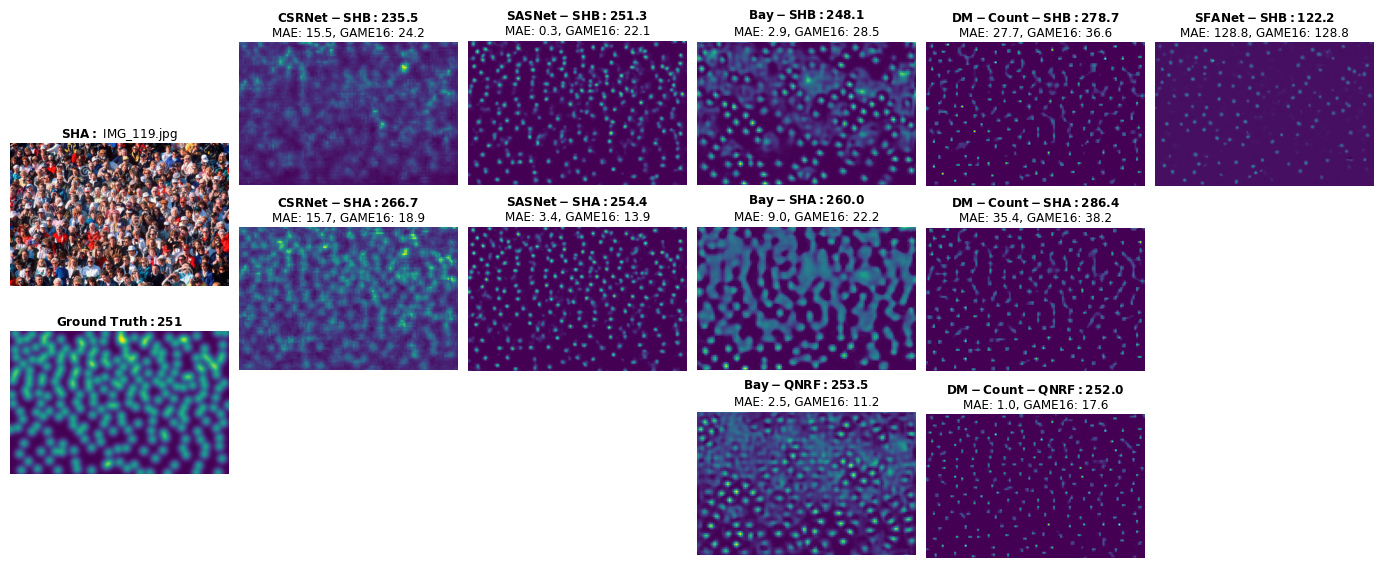 CSRNet − SHB : 235.5
MAE: 15.5, GAME16: 24.2
SASNet − SHB : 251.3
MAE: 0.3, GAME16: 22.1
Bay − SHB : 248.1
MAE: 2.9, GAME16: 28.5
DM − Count − SHB : 278.7
MAE: 27.7, GAME16: 36.6
SFANet − SHB : 122.2
MAE: 128.8, GAME16: 128.8
SHA : IMG_119.jpg
CSRNet − SHA : 266.7
MAE: 15.7, GAME16: 18.9
SASNet − SHA : 254.4
MAE: 3.4, GAME16: 13.9
Bay − SHA : 260.0
MAE: 9.0, GAME16: 22.2
DM − Count − SHA : 286.4
MAE: 35.4, GAME16: 38.2
Ground Truth : 251
Bay − QNRF : 253.5
MAE: 2.5, GAME16: 11.2
DM − Count − QNRF : 252.0
MAE: 1.0, GAME16: 17.6